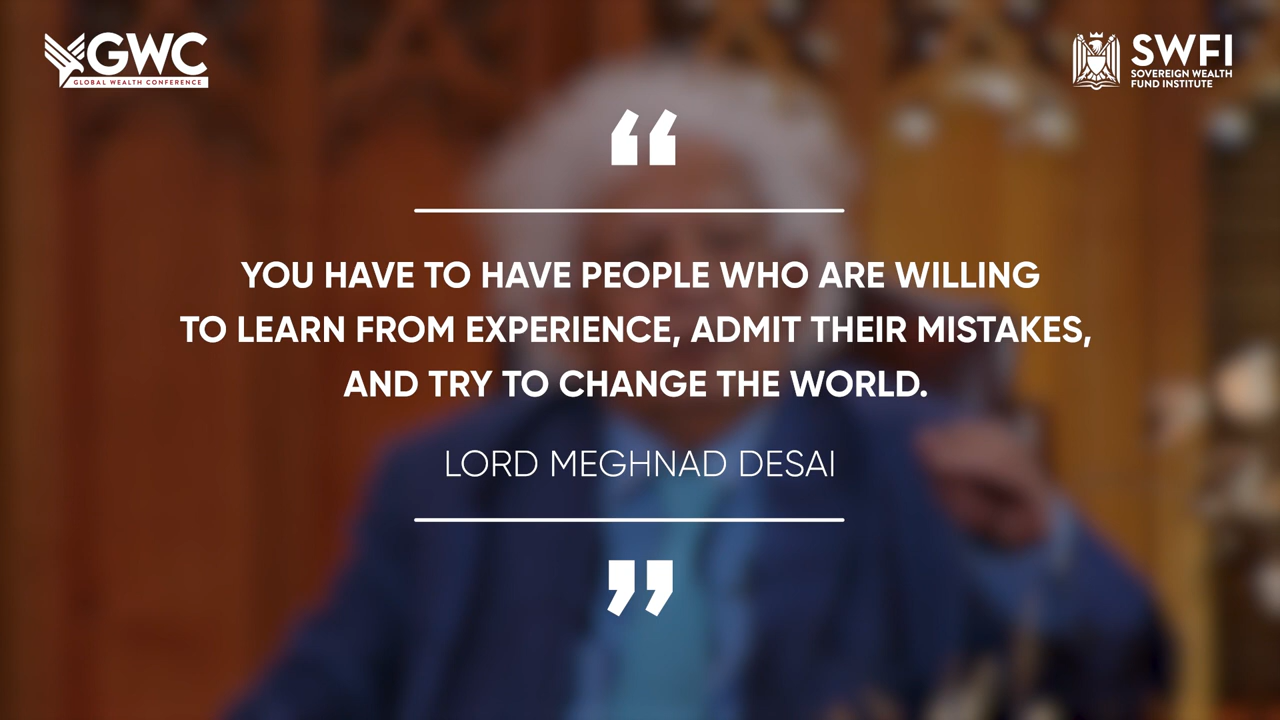 GWC
GLOBAL WEALTH CONFERENCE
SWFI
SOVEREIGN WEALTH
FUND INSTITUTE
“
YOU HAVE TO HAVE PEOPLE WHO ARE WILLING
TO LEARN FROM EXPERIENCE, ADMIT THEIR MISTAKES,
AND TRY TO CHANGE THE WORLD.
LORD MEGHNAD DESAI
”